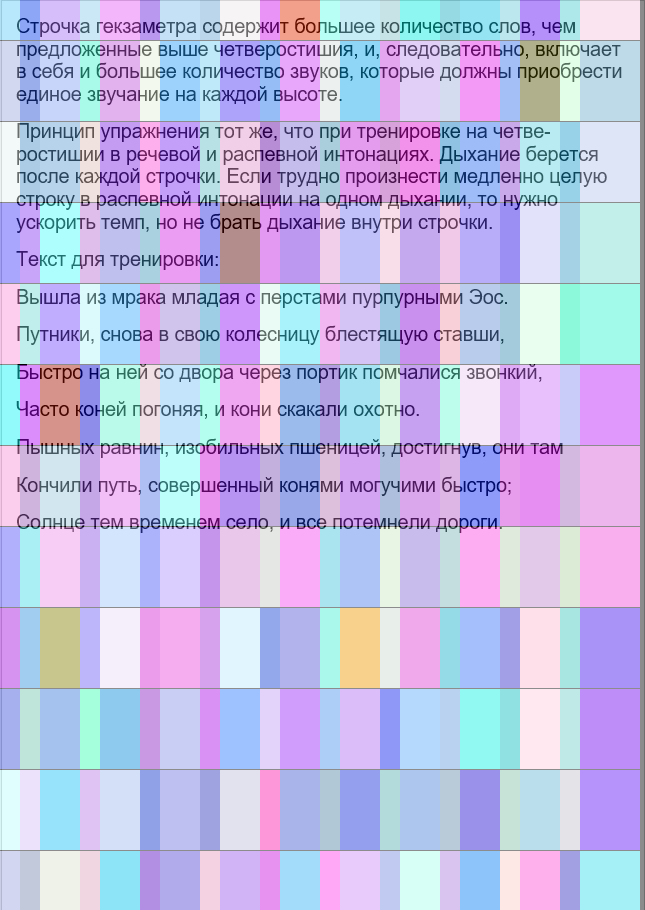 Строчка гекзаметра содержит большее количество слов, чем
предложенные выше четверостишия, и, следовательно, включает
в себя и большее количество звуков, которые должны приобрести
единое звучание на каждой высоте.
Принцип упражнения тот же, что при тренировке на четве-
ростишии в речевой и распевной интонациях. Дыхание берется
после каждой строчки. Если трудно произнести медленно целую
строку в распевной интонации на одном дыхании, то нужно
ускорить темп, но не брать дыхание внутри строчки.
Текст для тренировки:
Вышла из мрака младая с перстами пурпурными Эос.
Путники, снова в свою колесницу блестящую ставши,
Быстро на ней со двора через портик помчалися звонкий,
Часто коней погоняя, и кони скакали охотно.
Пышных равнин, изобильных пшеницей, достигнув, они там
Кончили путь, совершенный конями могучими быстро;
Солнце тем временем село, и все потемнели дороги.